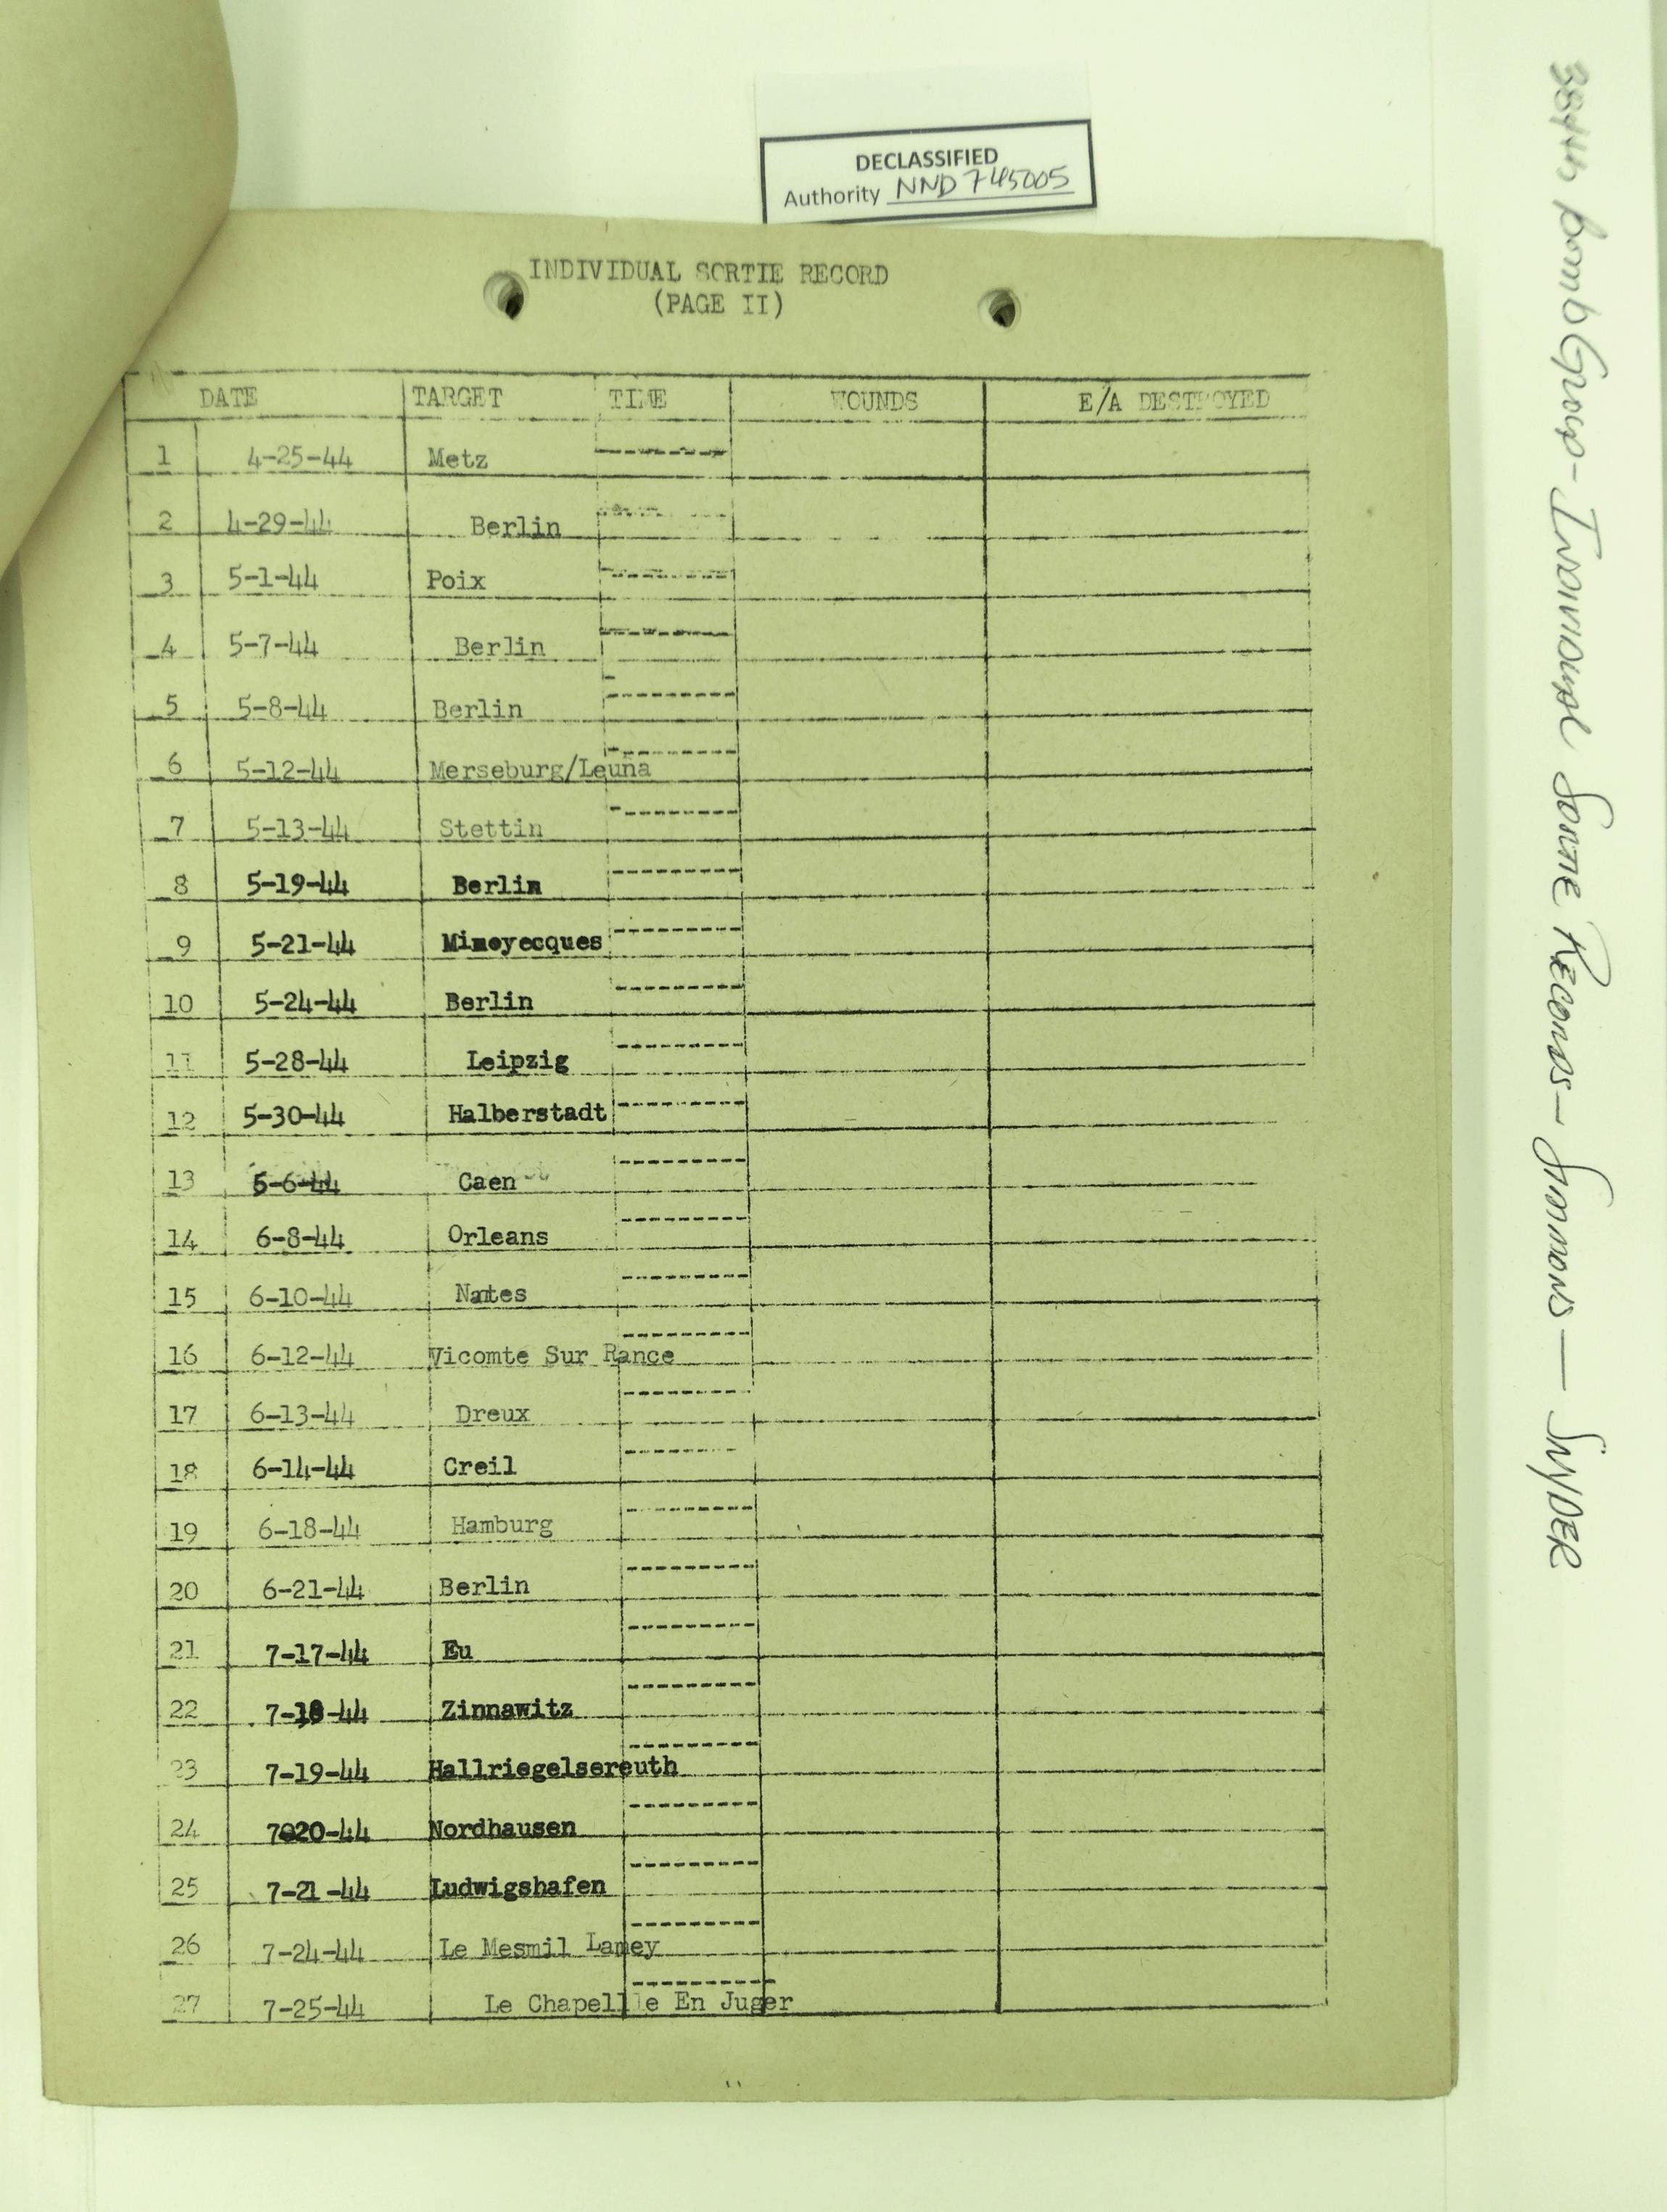 DECLASSIFIED
Authority NND 745005
INDIVIDUAL SORTIE RECORD
(PAGE II)
DATE TARGET TIME WOUNDS E/A DESTROYED
1 4-25-44 Metz ---------
2 4-29-44 Berlin
3 5-1-44 Poix ---------
4 5-7-44 Berlin ---------
5 5-8-44 Berlin ---------
6 5-12-44 Merseburg/Leuna ---------
7 5-13-44 Stettin ---------
8 5-19-44 Berlin ---------
9 5-21-44 Mimoyecques ---------
10 5-24-44 Berlin ---------
11 5-28-44 Leipzig ---------
12 5-30-44 Halberstadt ---------
13 5-6-44 Caen ---------
14 6-8-44 Orleans ---------
15 6-10-44 Nates ---------
16 6-12-44 Vicomte Sur Rance ---------
17 6-13-44 Dreux ---------
18 6-14-44 Creil ---------
19 6-18-44 Hamburg ---------
20 6-21-44 Berlin ---------
21 7-17-44 Eu ---------
22 7-18-44 Zinnawitz ---------
23 7-19-44 Hallriegelsereuth ---------
24 7020-44 Nordhausen ---------
25 7-21-44 Ludwigshafen ---------
26 7-24-44 Le Mesmil Lamey ---------
27 7-25-44 Le Chapelle En Juger ----------
384th Bomb Group - Individual Sortie Records - Simmons — Snyder